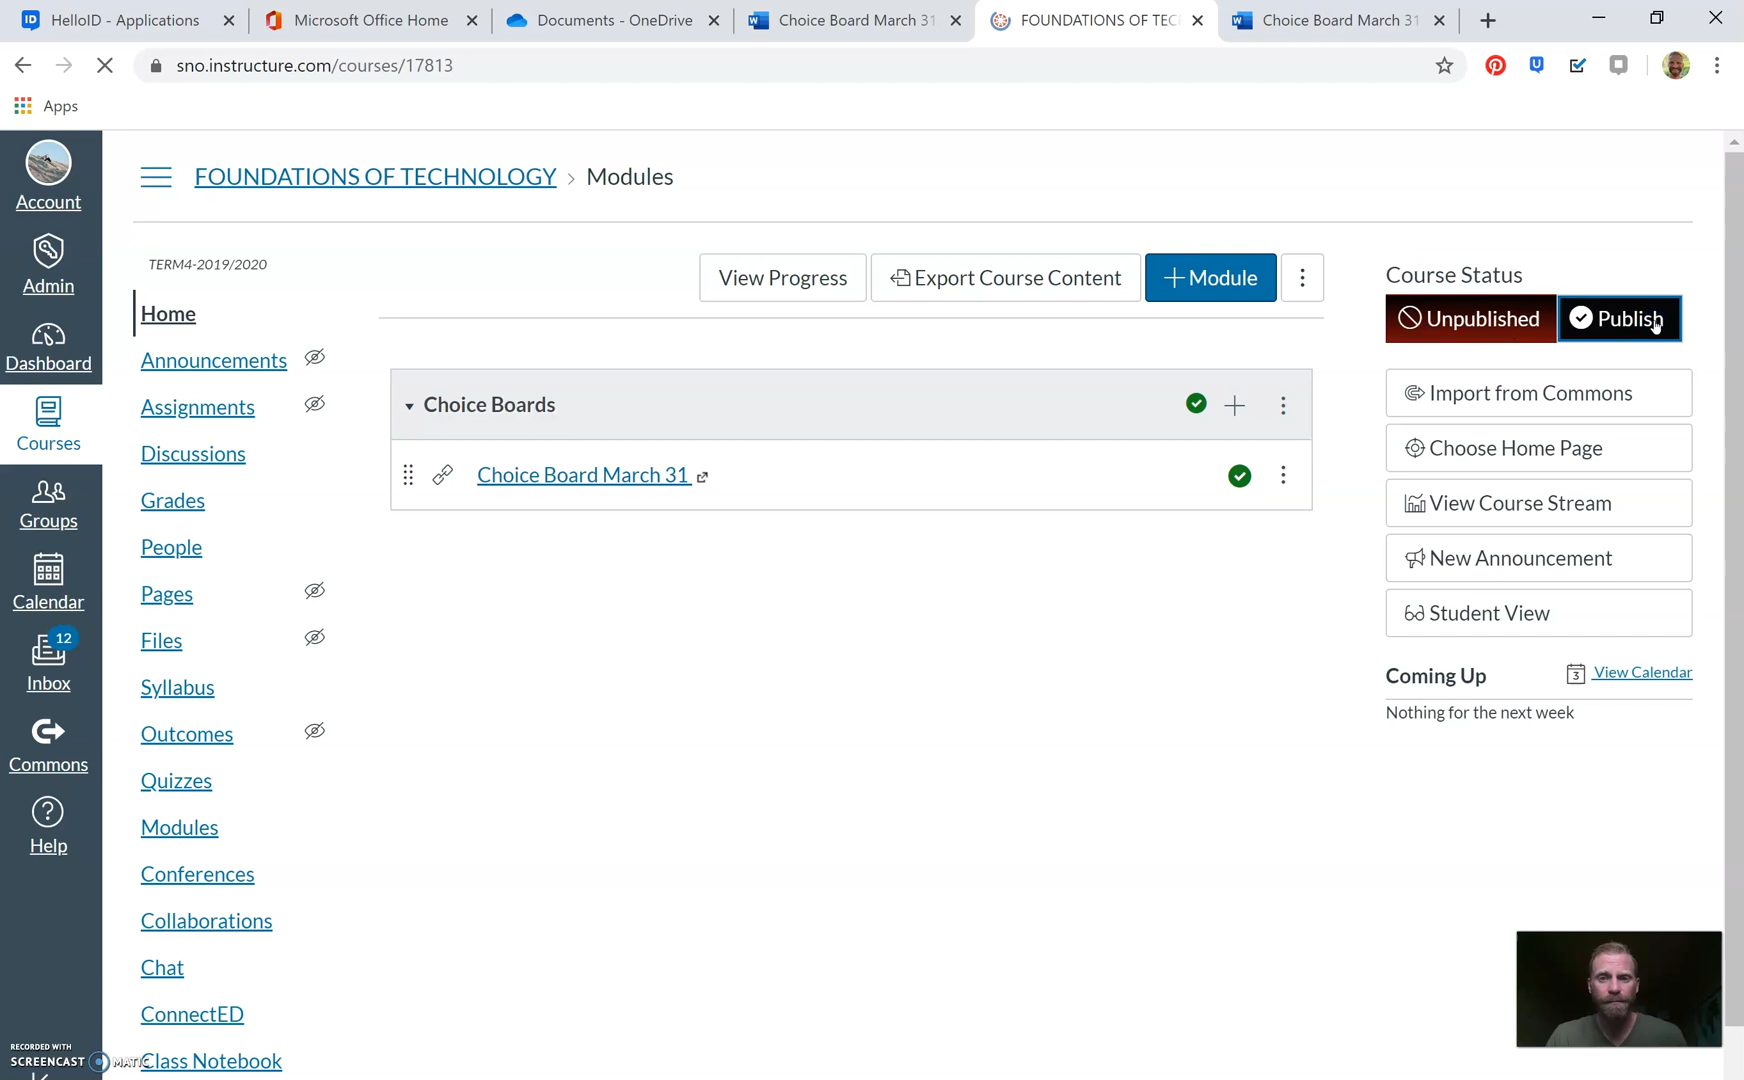 HelloID - Applications
Microsoft Office Home
Documents - OneDrive
Choice Board March 31
FOUNDATIONS OF TEC
Choice Board March 31
sno.instructure.com/courses/17813
Apps
Account
Admin
Dashboard
Courses
Groups
Calendar
12
Inbox
Commons
Help
RECORDED WITH
SCREENCAST MATIC
FOUNDATIONS OF TECHNOLOGY > Modules
TERM4-2019/2020
Home
Announcements
Assignments
Discussions
Grades
People
Pages
Files
Syllabus
Outcomes
Quizzes
Modules
Conferences
Collaborations
Chat
ConnectED
Class Notebook
View Progress
Export Course Content
+ Module
Choice Boards
Choice Board March 31
Course Status
Unpublished
Publish
Import from Commons
Choose Home Page
View Course Stream
New Announcement
Student View
Coming Up
3 View Calendar
Nothing for the next week